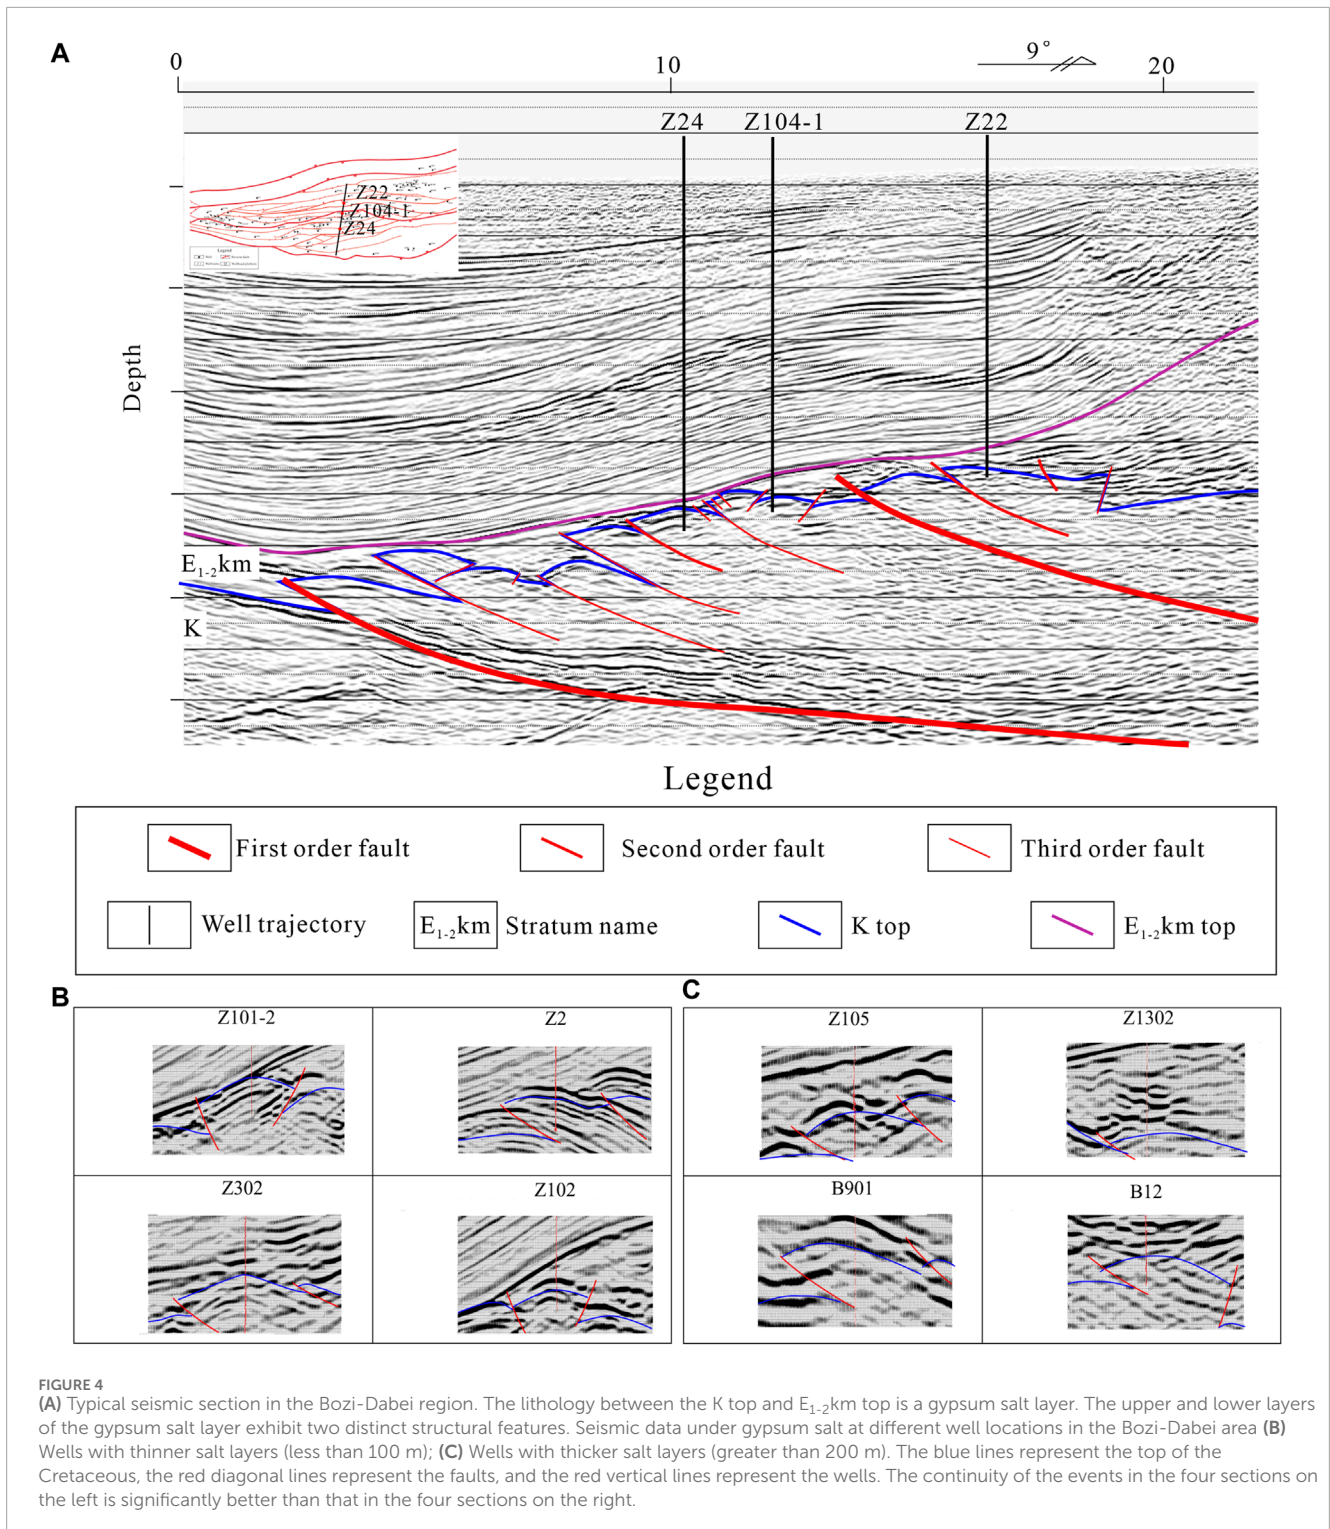 A
0
10
9°
20
Z24
Z104-1
Z22
Z22
Z104-1
Z24
Legend
Depth
E₁₋₂km
K
Legend
First order fault
Second order fault
Third order fault
Well trajectory
E₁₋₂km
Stratum name
K top
E₁₋₂km top
B
C
Z101-2
Z2
Z105
Z1302
Z302
Z102
B901
B12
FIGURE 4
(A) Typical seismic section in the Bozi-Dabei region. The lithology between the K top and E₁₋₂km top is a gypsum salt layer. The upper and lower layers
of the gypsum salt layer exhibit two distinct structural features. Seismic data under gypsum salt at different well locations in the Bozi-Dabei area (B)
Wells with thinner salt layers (less than 100 m); (C) Wells with thicker salt layers (greater than 200 m). The blue lines represent the top of the
Cretaceous, the red diagonal lines represent the faults, and the red vertical lines represent the wells. The continuity of the events in the four sections on
the left is significantly better than that in the four sections on the right.